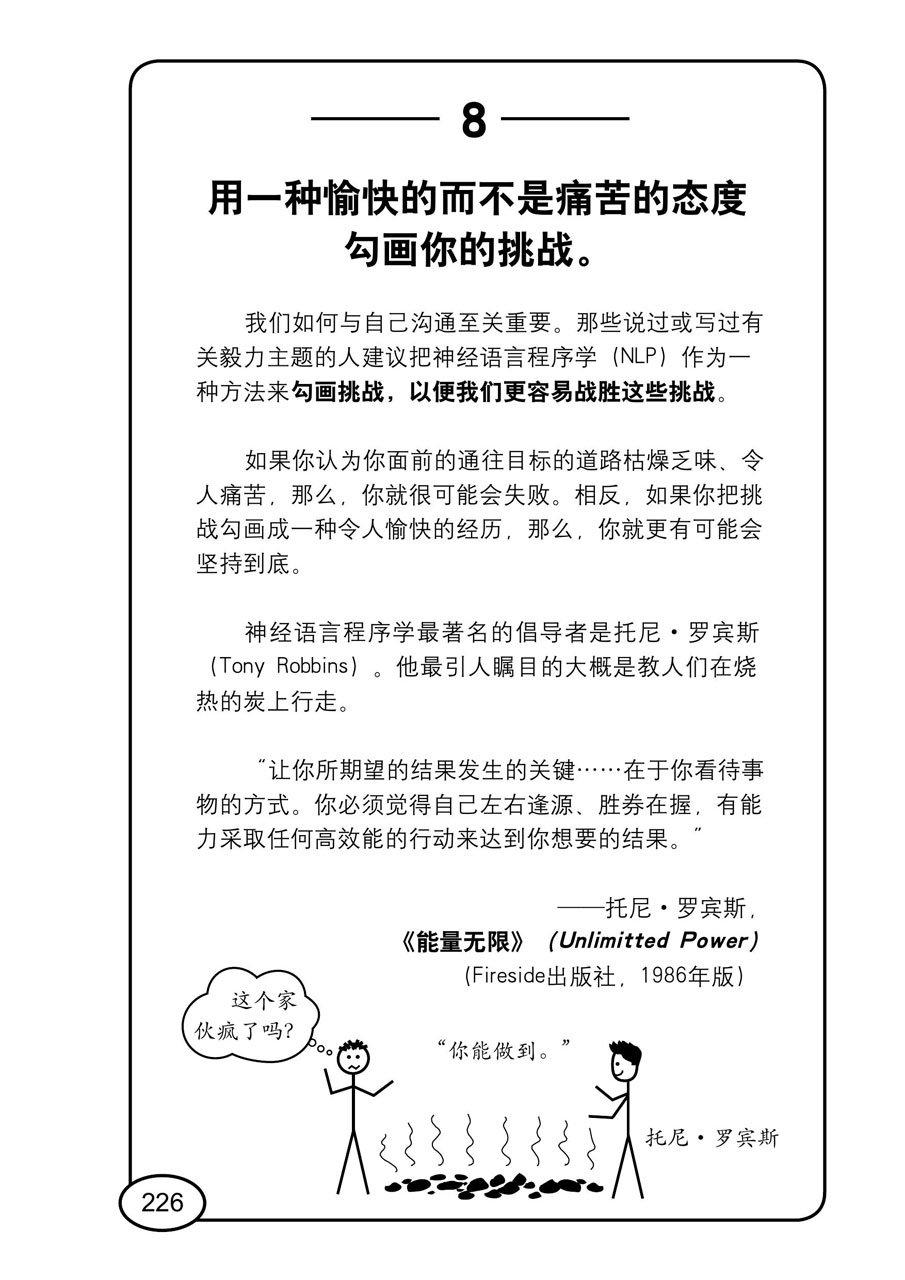 8
用一种愉快的而不是痛苦的态度
勾画你的挑战。
我们如何与自己沟通至关重要。那些说过或写过有
关毅力主题的人建议把神经语言程序学（NLP）作为一
种方法来勾画挑战，以便我们更容易战胜这些挑战。
如果你认为你面前的通往目标的道路枯燥乏味、令
人痛苦，那么，你就很可能会失败。相反，如果你把挑
战勾画成一种令人愉快的经历，那么，你就更有可能会
坚持到底。
神经语言程序学最著名的倡导者是托尼·罗宾斯
（Tony Robbins）。他最引人瞩目的大概是教人们在烧
热的炭上行走。
“让你所期望的结果发生的关键……在于你看待事
物的方式。你必须觉得自己左右逢源、胜券在握，有能
力采取任何高效能的行动来达到你想要的结果。”
——托尼·罗宾斯，
《能量无限》（Unlimitted Power）
（Fireside出版社，1986年版）
这个家
伙疯了吗？
“你能做到。”
托尼·罗宾斯
226